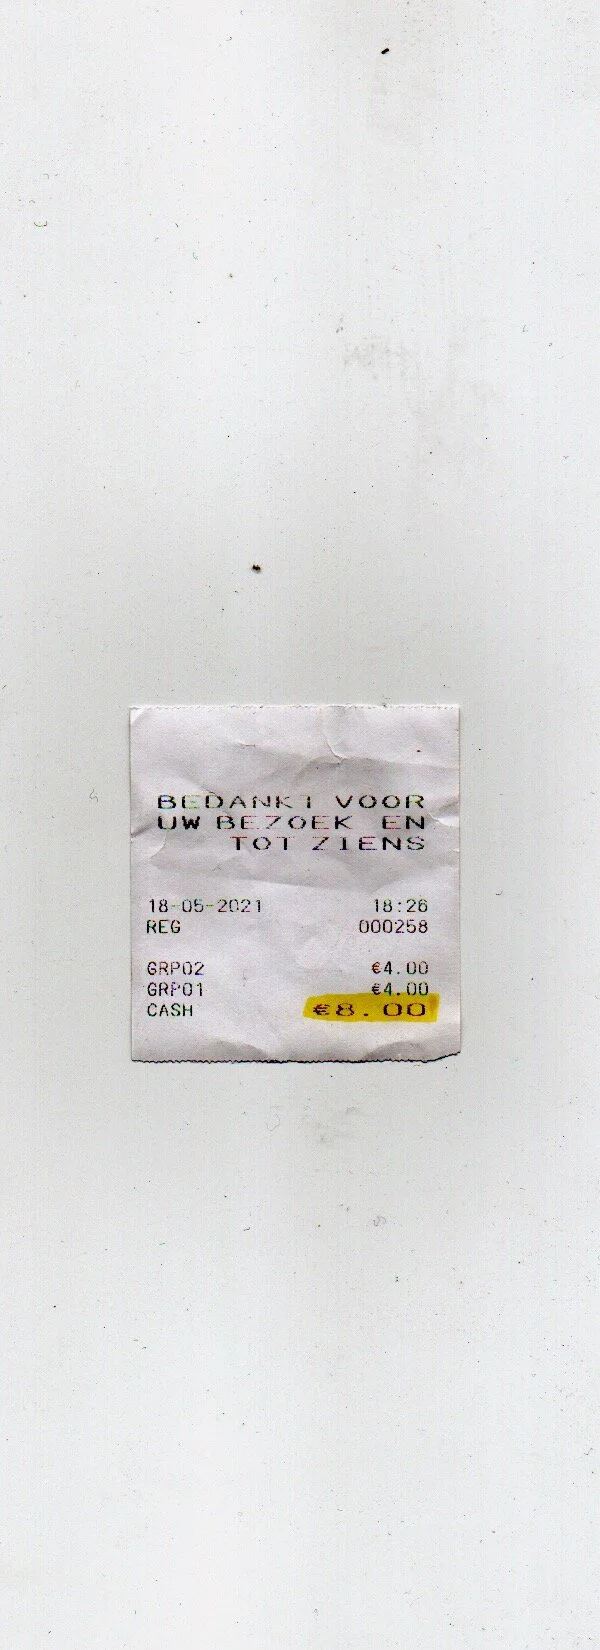 BEDANKT VOOR
UW BEZOEK EN
TOT ZIENS
18-05-2021 18:26
REG 000258
GRP02 €4.00
GRP01 €4.00
CASH €8.00